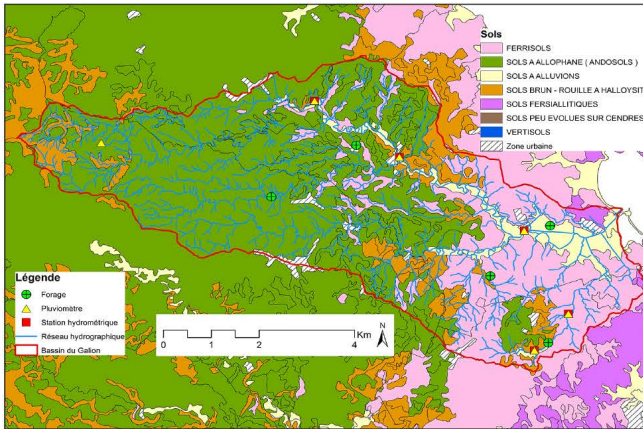 Sols
FERRISOLS
SOLS A ALLOPHANE ( ANDOSOLS )
SOLS A ALLUVIONS
SOLS BRUN - ROUILLE A HALLOYSIT
SOLS FERSIALLITIQUES
SOLS PEU EVOLUES SUR CENDRES
VERTISOLS
Zone urbaine
Légende
Forage
Pluviomètre
Station hydrométrique
Réseau hydrographique
Bassin du Galion
Km
N
0 1 2 4